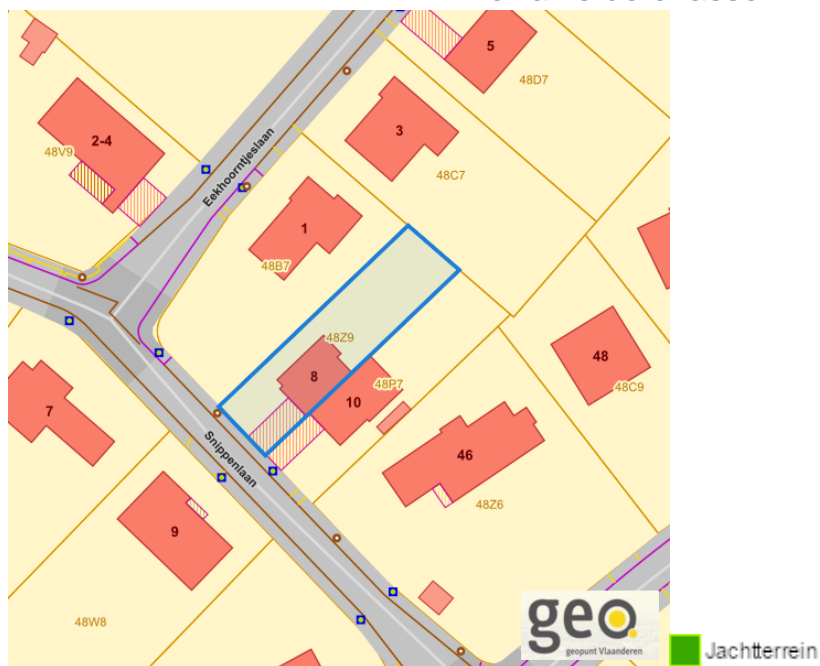 5
48D7
3
2-4
48V9
48C7
Eekhoorntjeslaan
1
48B7
48Z9
48
8
48P7
48C9
10
7
Snippenlaan
46
48Z6
9
48W8
geo.
geopunt Vlaanderen
Jachtterrein